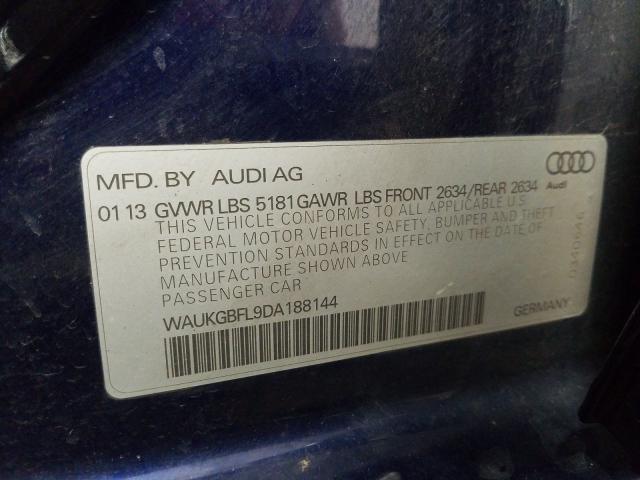 MFD. BY AUDI AG
01 13 GVWR LBS 5181 GAWR LBS FRONT 2634/REAR 2634
THIS VEHICLE CONFORMS TO ALL APPLICABLE U.S.
FEDERAL MOTOR VEHICLE SAFETY, BUMPER AND THEFT
PREVENTION STANDARDS IN EFFECT ON THE DATE OF
MANUFACTURE SHOWN ABOVE
PASSENGER CAR
WAUKGBFL9DA188144
Audi
GERMANY